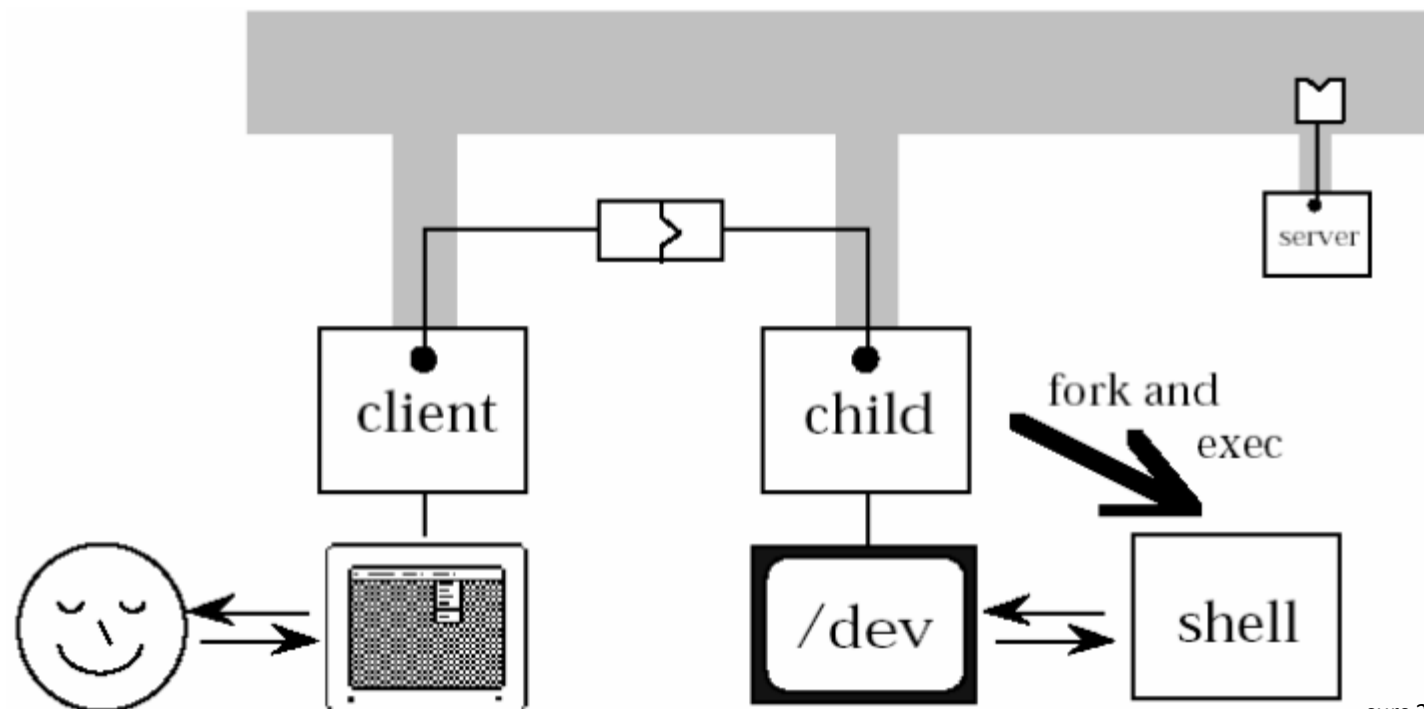 server
client
child
fork and
exec
/dev
shell